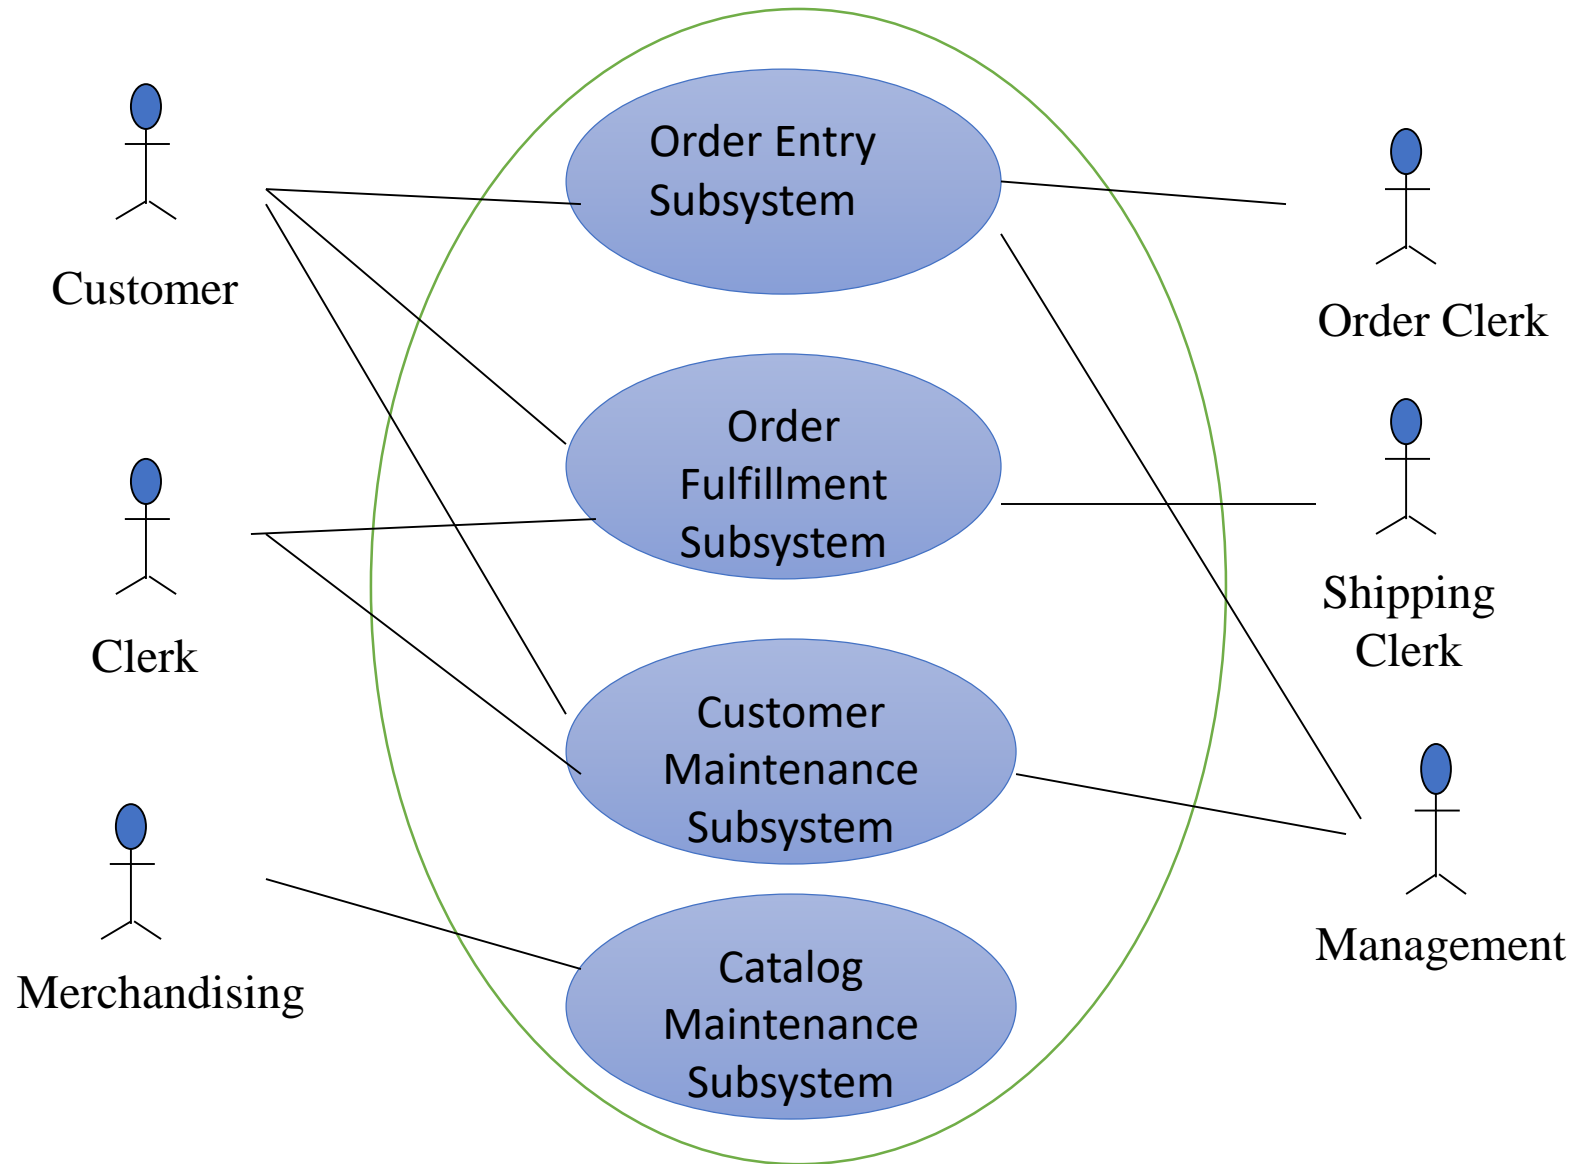 Order Entry
Subsystem
Customer
Order Clerk
Order
Fulfillment
Subsystem
Clerk
Shipping
Clerk
Customer
Maintenance
Subsystem
Merchandising
Management
Catalog
Maintenance
Subsystem